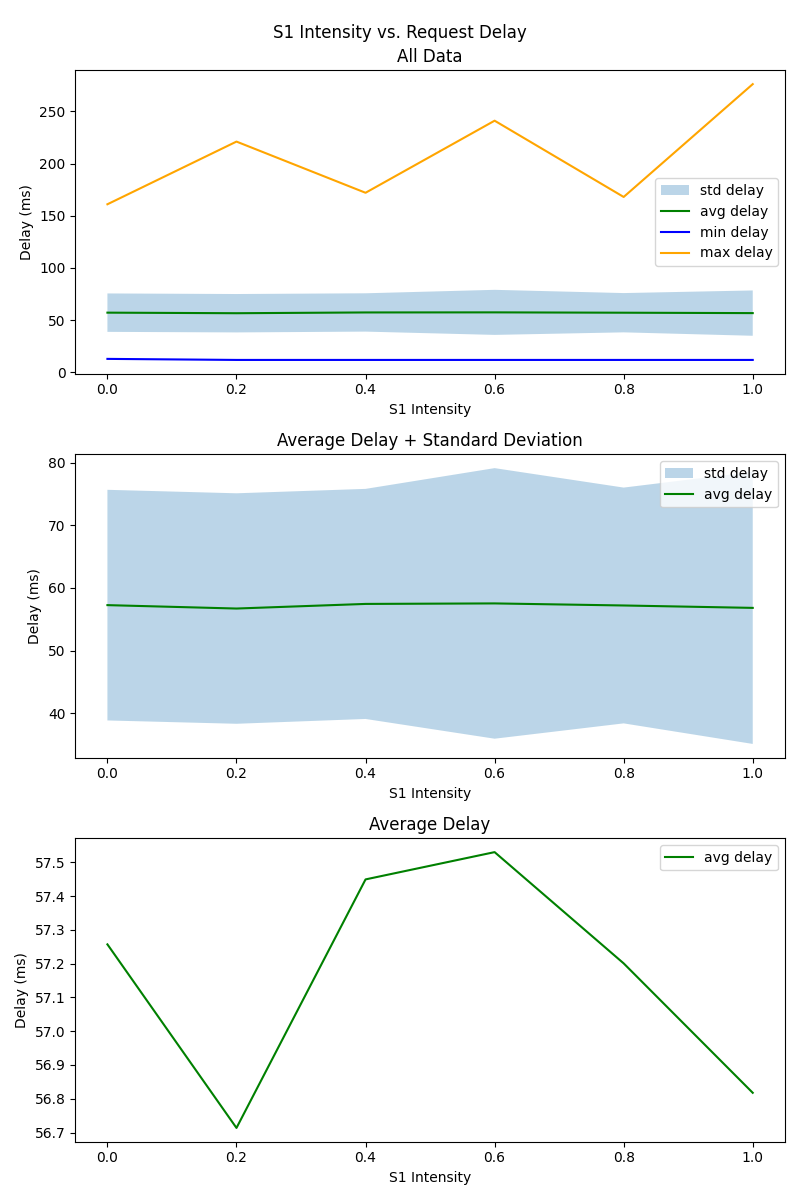 S1 Intensity vs. Request Delay
All Data
Delay (ms)
250
200
150
100
50
0
std delay
avg delay
min delay
max delay
0.0 0.2 0.4 0.6 0.8 1.0
S1 Intensity
Average Delay + Standard Deviation
Delay (ms)
80
70
60
50
40
std delay
avg delay
0.0 0.2 0.4 0.6 0.8 1.0
S1 Intensity
Average Delay
Delay (ms)
57.5
57.4
57.3
57.2
57.1
57.0
56.9
56.8
56.7
avg delay
0.0 0.2 0.4 0.6 0.8 1.0
S1 Intensity